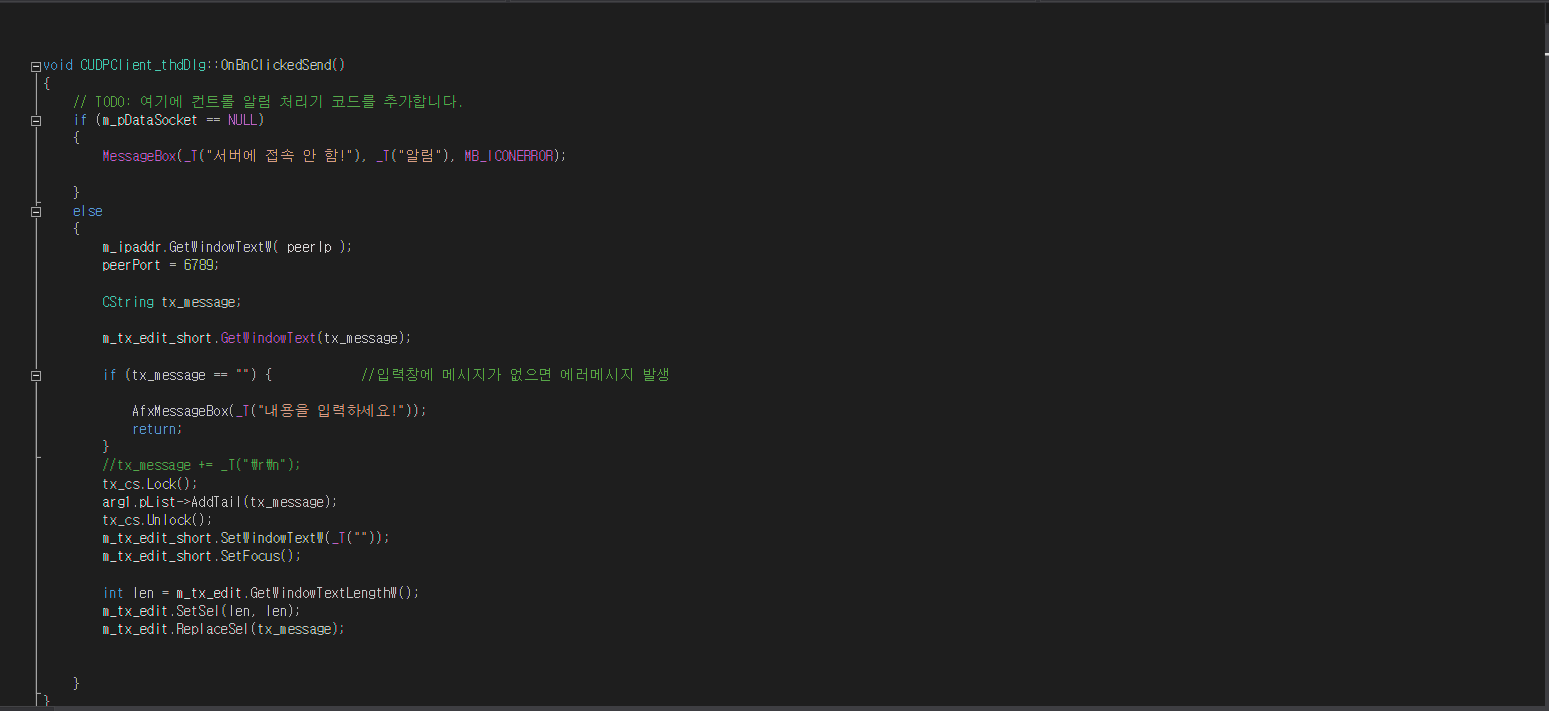 void CUDPClient_thdDlg::OnBnClickedSend()
{
// TODO: 여기에 컨트롤 알림 처리기 코드를 추가합니다.
if (m_pDataSocket == NULL)
{
MessageBox(_T("서버에 접속 안 함!"), _T("알림"), MB_ICONERROR);
}
else
{
m_ipaddr.GetWindowTextW( peerIp );
peerPort = 6789;
CString tx_message;
m_tx_edit_short.GetWindowText(tx_message);
if (tx_message == "") { //입력창에 메시지가 없으면 에러메시지 발생
AfxMessageBox(_T("내용을 입력하세요!"));
return;
}
//tx_message += _T("₩r₩n");
tx_cs.Lock();
arg1.pList->AddTail(tx_message);
tx_cs.Unlock();
m_tx_edit_short.SetWindowTextW(_T(""));
m_tx_edit_short.SetFocus();
int len = m_tx_edit.GetWindowTextLengthW();
m_tx_edit.SetSel(len, len);
m_tx_edit.ReplaceSel(tx_message);
}
}